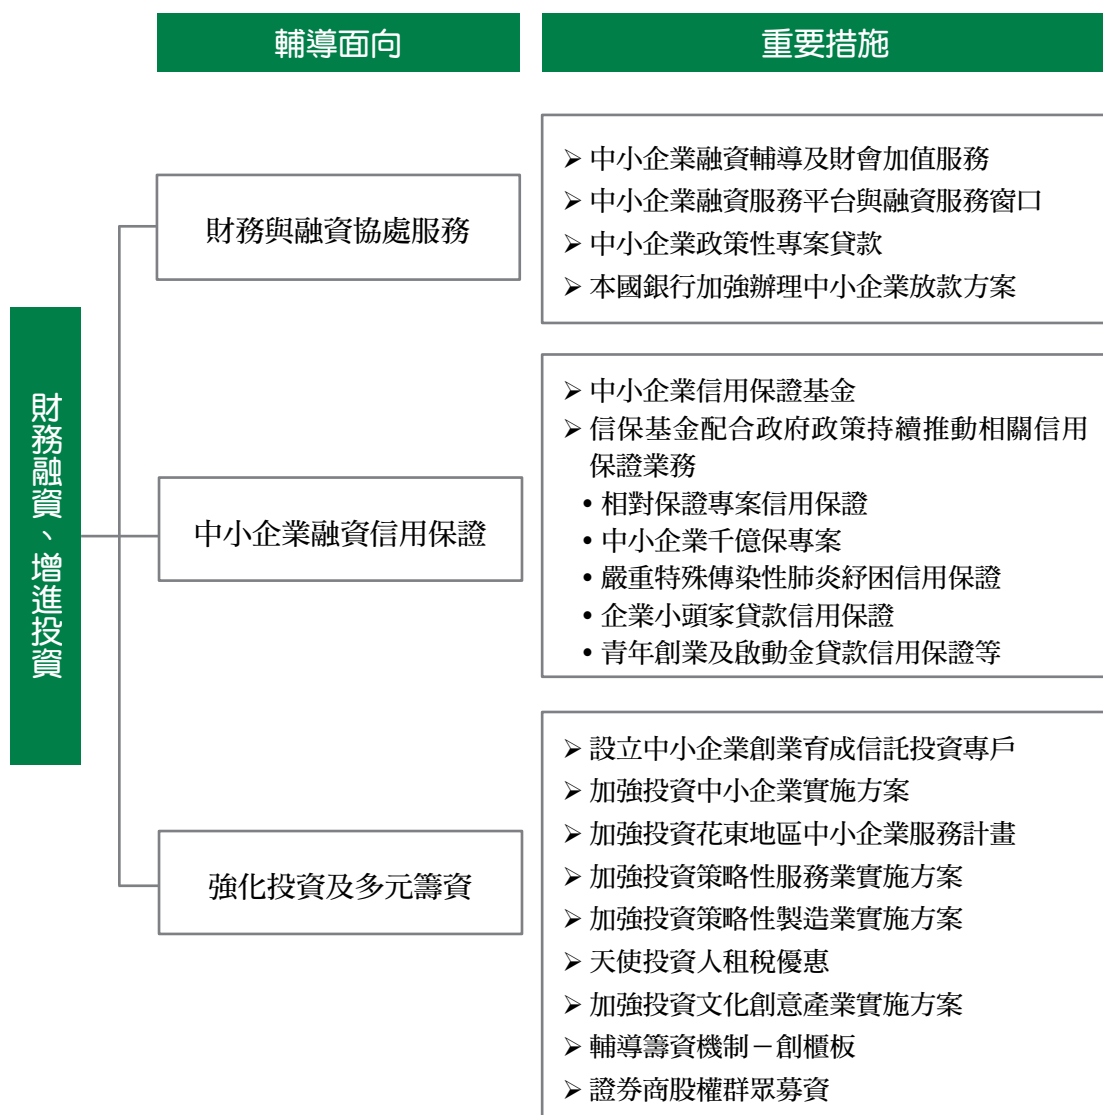 輔導面向
重要措施
財務融資、增進投資
財務與融資協處服務
➢ 中小企業融資輔導及財會加值服務
➢ 中小企業融資服務平台與融資服務窗口
➢ 中小企業政策性專案貸款
➢ 本國銀行加強辦理中小企業放款方案
中小企業融資信用保證
➢ 中小企業信用保證基金
➢ 信保基金配合政府政策持續推動相關信用
保證業務
• 相對保證專案信用保證
• 中小企業千億保專案
• 嚴重特殊傳染性肺炎紓困信用保證
• 企業小頭家貸款信用保證
• 青年創業及啟動金貸款信用保證等
強化投資及多元籌資
➢ 設立中小企業創業育成信託投資專戶
➢ 加強投資中小企業實施方案
➢ 加強投資花東地區中小企業服務計畫
➢ 加強投資策略性服務業實施方案
➢ 加強投資策略性製造業實施方案
➢ 天使投資人租稅優惠
➢ 加強投資文化創意產業實施方案
➢ 輔導籌資機制－創櫃板
➢ 證券商股權群眾募資